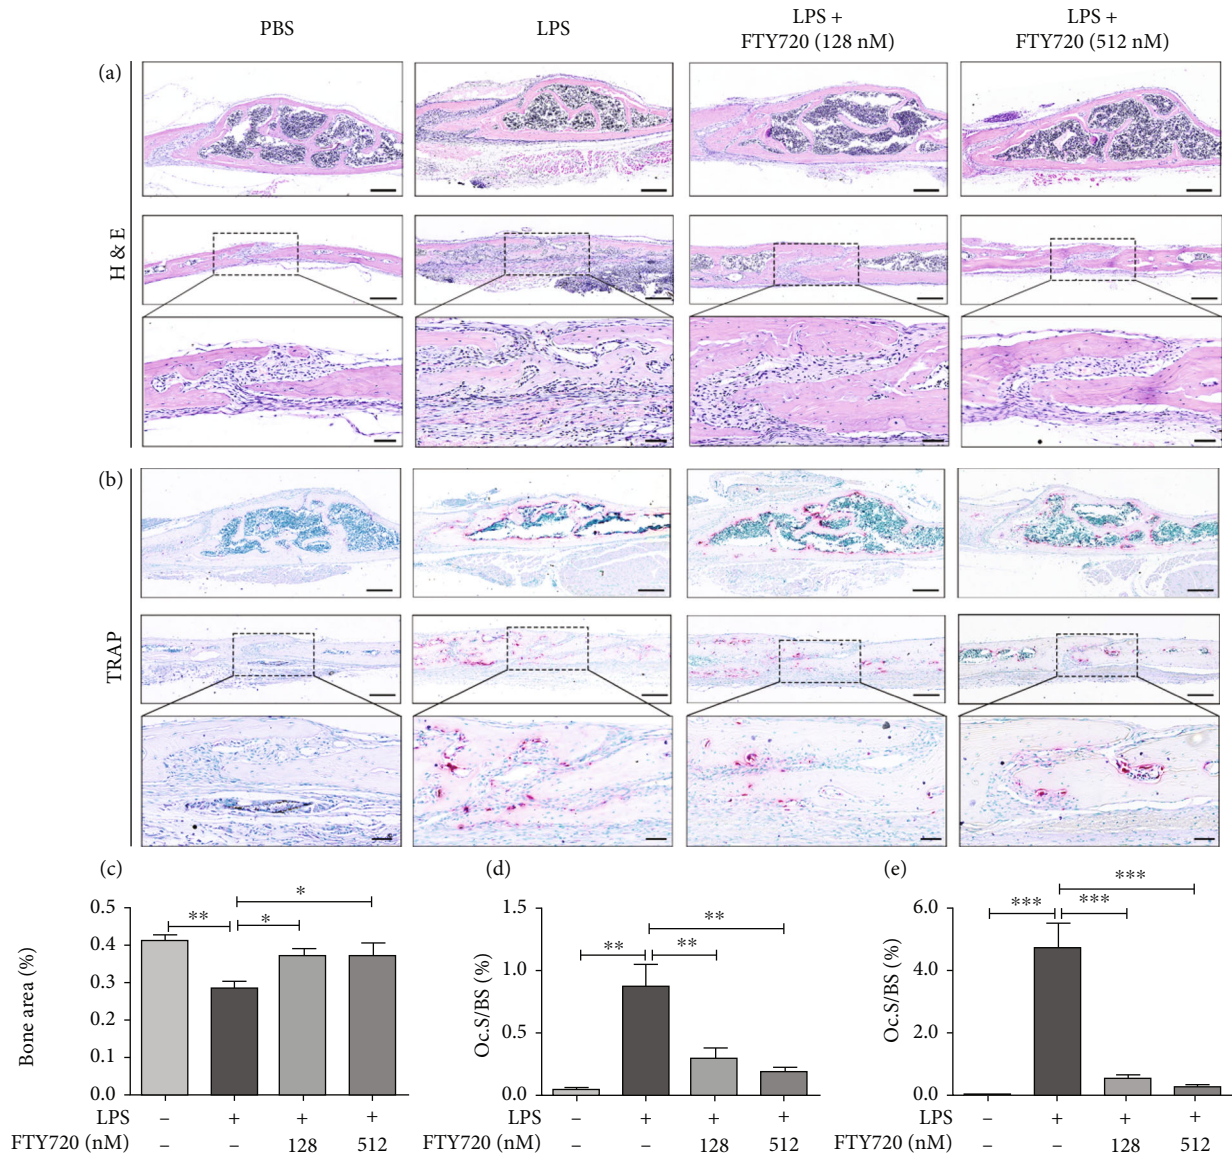 PBS
LPS
LPS +
FTY720 (128 nM)
LPS +
FTY720 (512 nM)
(a)
H & E
(b)
TRAP
(c)
Bone area (%)
0.5
0.4
0.3
0.2
0.1
0.0
**
*
*
LPS – + + +
FTY720 (nM) – – 128 512
(d)
Oc.S/BS (%)
1.5
1.0
0.5
0.0
**
**
**
LPS – + + +
FTY720 (nM) – – 128 512
(e)
Oc.S/BS (%)
6.0
4.0
2.0
0.0
***
***
***
LPS – + + +
FTY720 (nM) – – 128 512